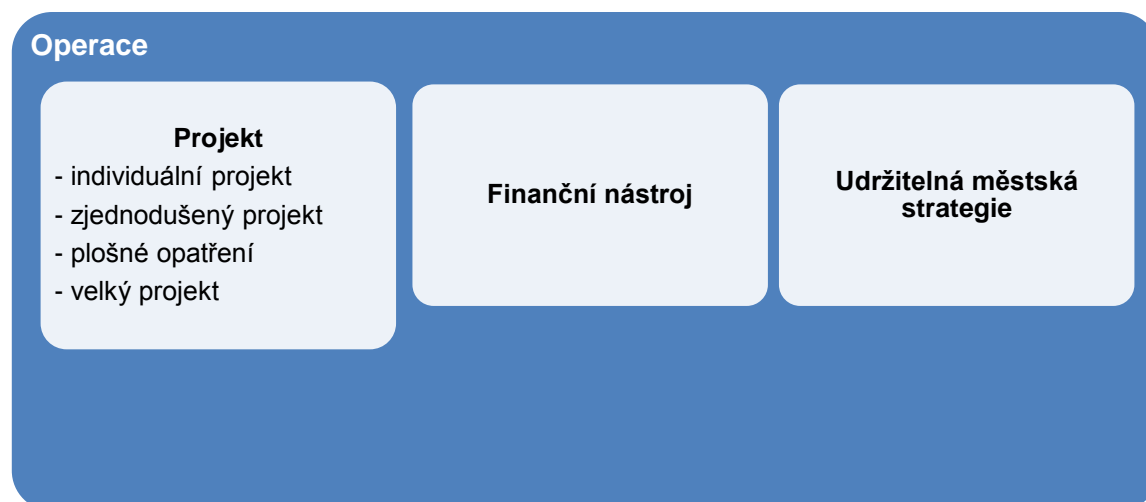 Operace
Projekt
- individuální projekt
- zjednodušený projekt
- plošné opatření
- velký projekt
Finanční nástroj
Udržitelná městská
strategie